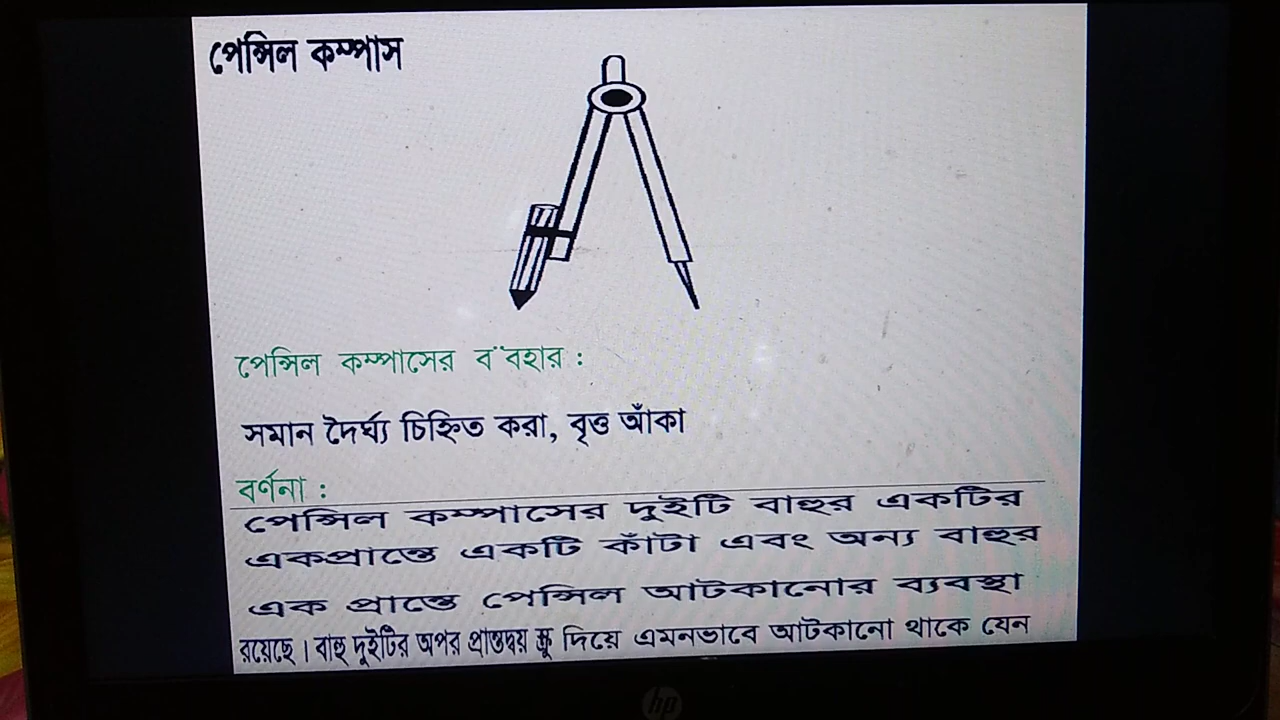 পেন্সিল কম্পাস
পেন্সিল কম্পাসের ব্যবহার :
সমান দৈর্ঘ্য চিহ্নিত করা, বৃত্ত আঁকা
বর্ণনা :
পেন্সিল কম্পাসের দুইটি বাহুর একটির
একপ্রান্তে একটি কাঁটা এবং অন্য বাহুর
এক প্রান্তে পেন্সিল আটকানোর ব্যবস্থা
রয়েছে । বাহু দুইটির অপর প্রান্তদ্বয় স্ক্রু দিয়ে এমনভাবে আটকানো থাকে যেন
hp